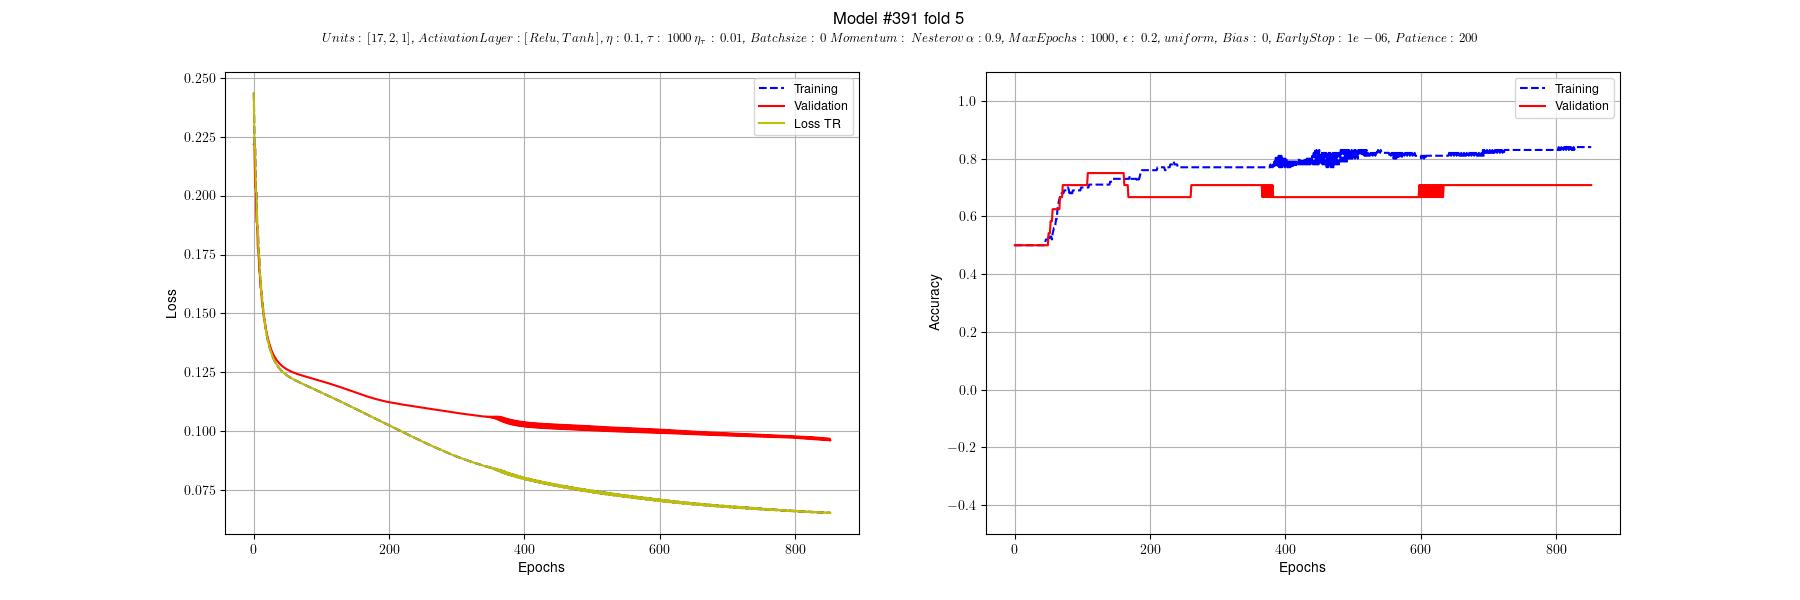 Model #391 fold 5
Units : [17, 2, 1], ActivationLayer : [Relu, Tanh], η : 0.1, τ : 1000 η_τ : 0.01, Batchsize : 0 Momentum : Nesterov α : 0.9, MaxEpochs : 1000, ϵ : 0.2, uniform, Bias : 0, EarlyStop : 1e − 06, Patience : 200
0.250
0.225
0.200
0.175
0.150
0.125
0.100
0.075
Loss
0 200 400 600 800
Epochs
Training
Validation
Loss TR
1.0
0.8
0.6
0.4
0.2
0.0
−0.2
−0.4
Accuracy
0 200 400 600 800
Epochs
Training
Validation